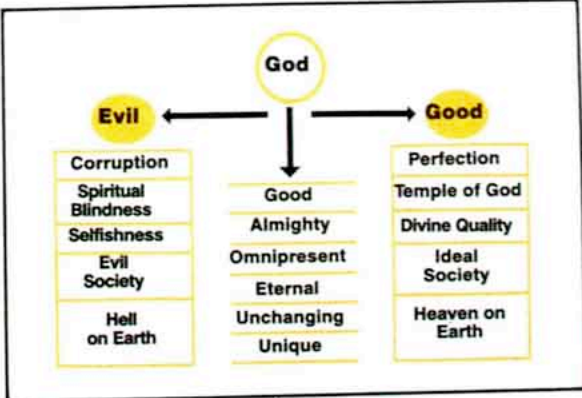 God
Evil
Good
Corruption
Spiritual
Blindness
Selfishness
Evil
Society
Hell
on Earth
Good
Almighty
Omnipresent
Eternal
Unchanging
Unique
Perfection
Temple of God
Divine Quality
Ideal
Society
Heaven on
Earth